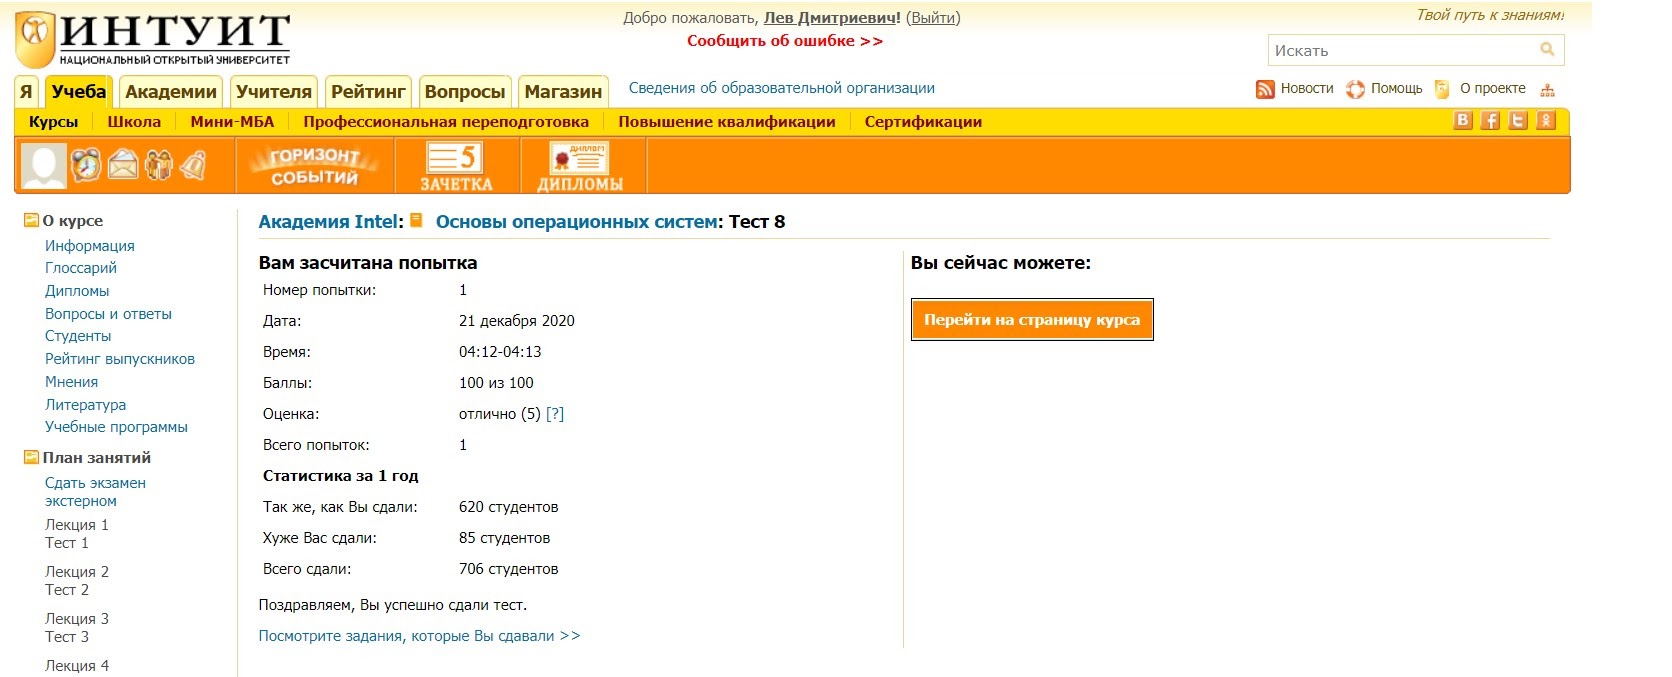 ИНТУИТ
НАЦИОНАЛЬНЫЙ ОТКРЫТЫЙ УНИВЕРСИТЕТ
Добро пожаловать, Лев Дмитриевич! (Выйти)
Сообщить об ошибке >>
Твой путь к знаниям!
Искать
Я Учеба Академии Учителя Рейтинг Вопросы Магазин Сведения об образовательной организации
Новости Помощь О проекте
Курсы Школа Мини-МБА Профессиональная переподготовка Повышение квалификации Сертификации
B f t
ГОРИЗОНТ
СОБЫТИЙ
5
ЗАЧЕТКА
ДИПЛОМ
ДИПЛОМЫ
О курсе
Информация
Глоссарий
Дипломы
Вопросы и ответы
Студенты
Рейтинг выпускников
Мнения
Литература
Учебные программы
План занятий
Сдать экзамен
экстерном
Лекция 1
Тест 1
Лекция 2
Тест 2
Лекция 3
Тест 3
Лекция 4
Академия Intel: Основы операционных систем: Тест 8
Вам засчитана попытка
Номер попытки: 1
Дата: 21 декабря 2020
Время: 04:12-04:13
Баллы: 100 из 100
Оценка: отлично (5) [?]
Всего попыток: 1
Статистика за 1 год
Так же, как Вы сдали: 620 студентов
Хуже Вас сдали: 85 студентов
Всего сдали: 706 студентов
Поздравляем, Вы успешно сдали тест.
Посмотрите задания, которые Вы сдавали >>
Вы сейчас можете:
Перейти на страницу курса